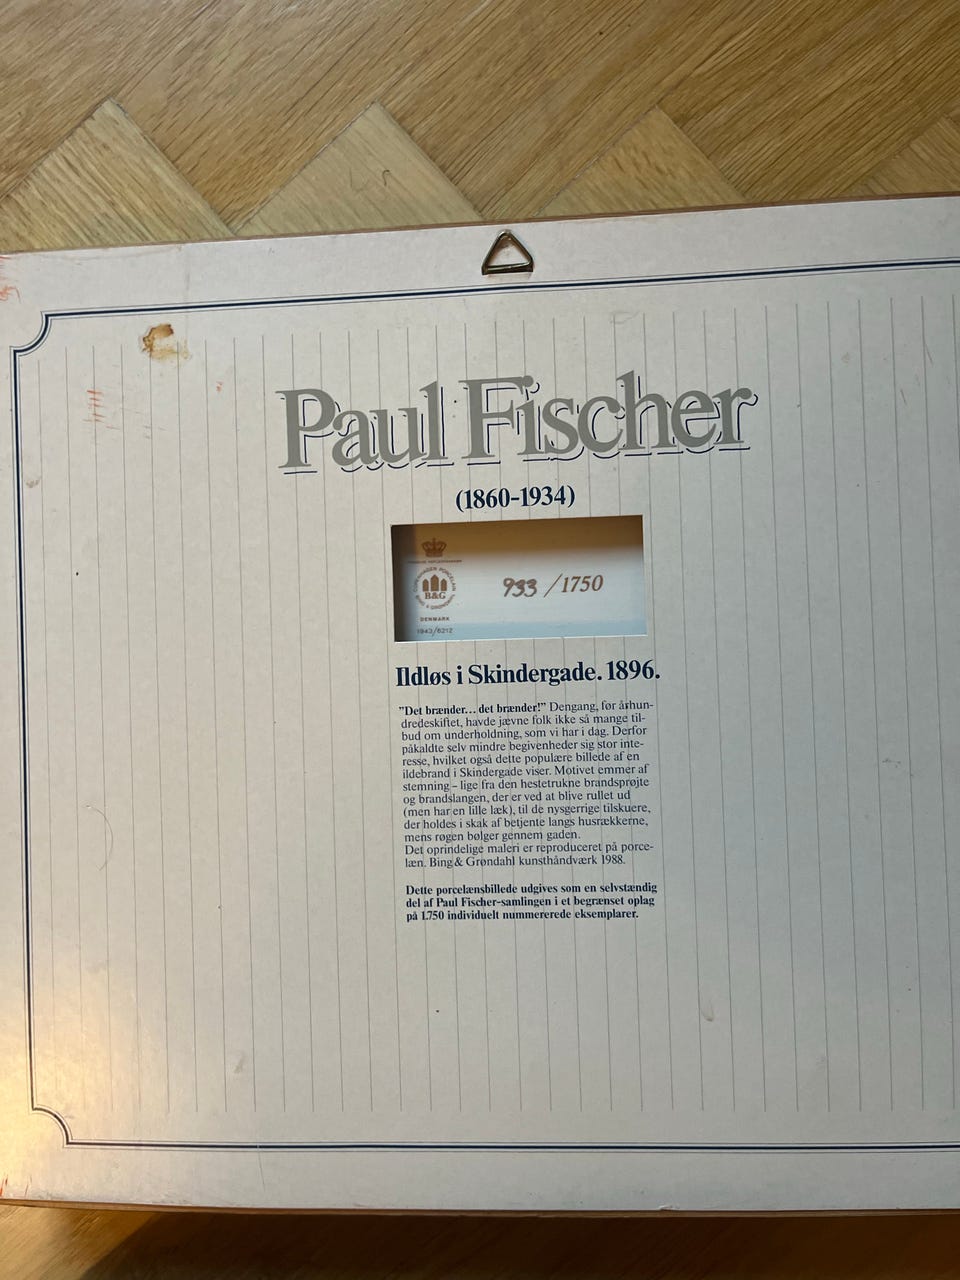 Paul Fischer
(1860-1934)
COPENHAGEN PORCELAIN
BING & GRØNDAHL
B&G
DENMARK
1943/6212
933/1750
Ildløs i Skindergade. 1896.
"Det brænder... det brænder!" Dengang, før århun-
dredeskiftet, havde jævne folk ikke så mange til-
bud om underholdning, som vi har i dag. Derfor
påkaldte selv mindre begivenheder sig stor inte-
resse, hvilket også dette populære billede af en
ildebrand i Skindergade viser. Motivet emmer af
stemning – lige fra den hestetrukne brandsprøjte
og brandslangen, der er ved at blive rullet ud
(men har en lille læk), til de nysgerrige tilskuere,
der holdes i skak af betjente langs husrækkerne,
mens røgen bølger gennem gaden.
Det oprindelige maleri er reproduceret på porce-
læn. Bing & Grøndahl kunsthåndværk 1988.
Dette porcelænsbillede udgives som en selvstændig
del af Paul Fischer-samlingen i et begrænset oplag
på 1.750 individuelt nummererede eksemplarer.